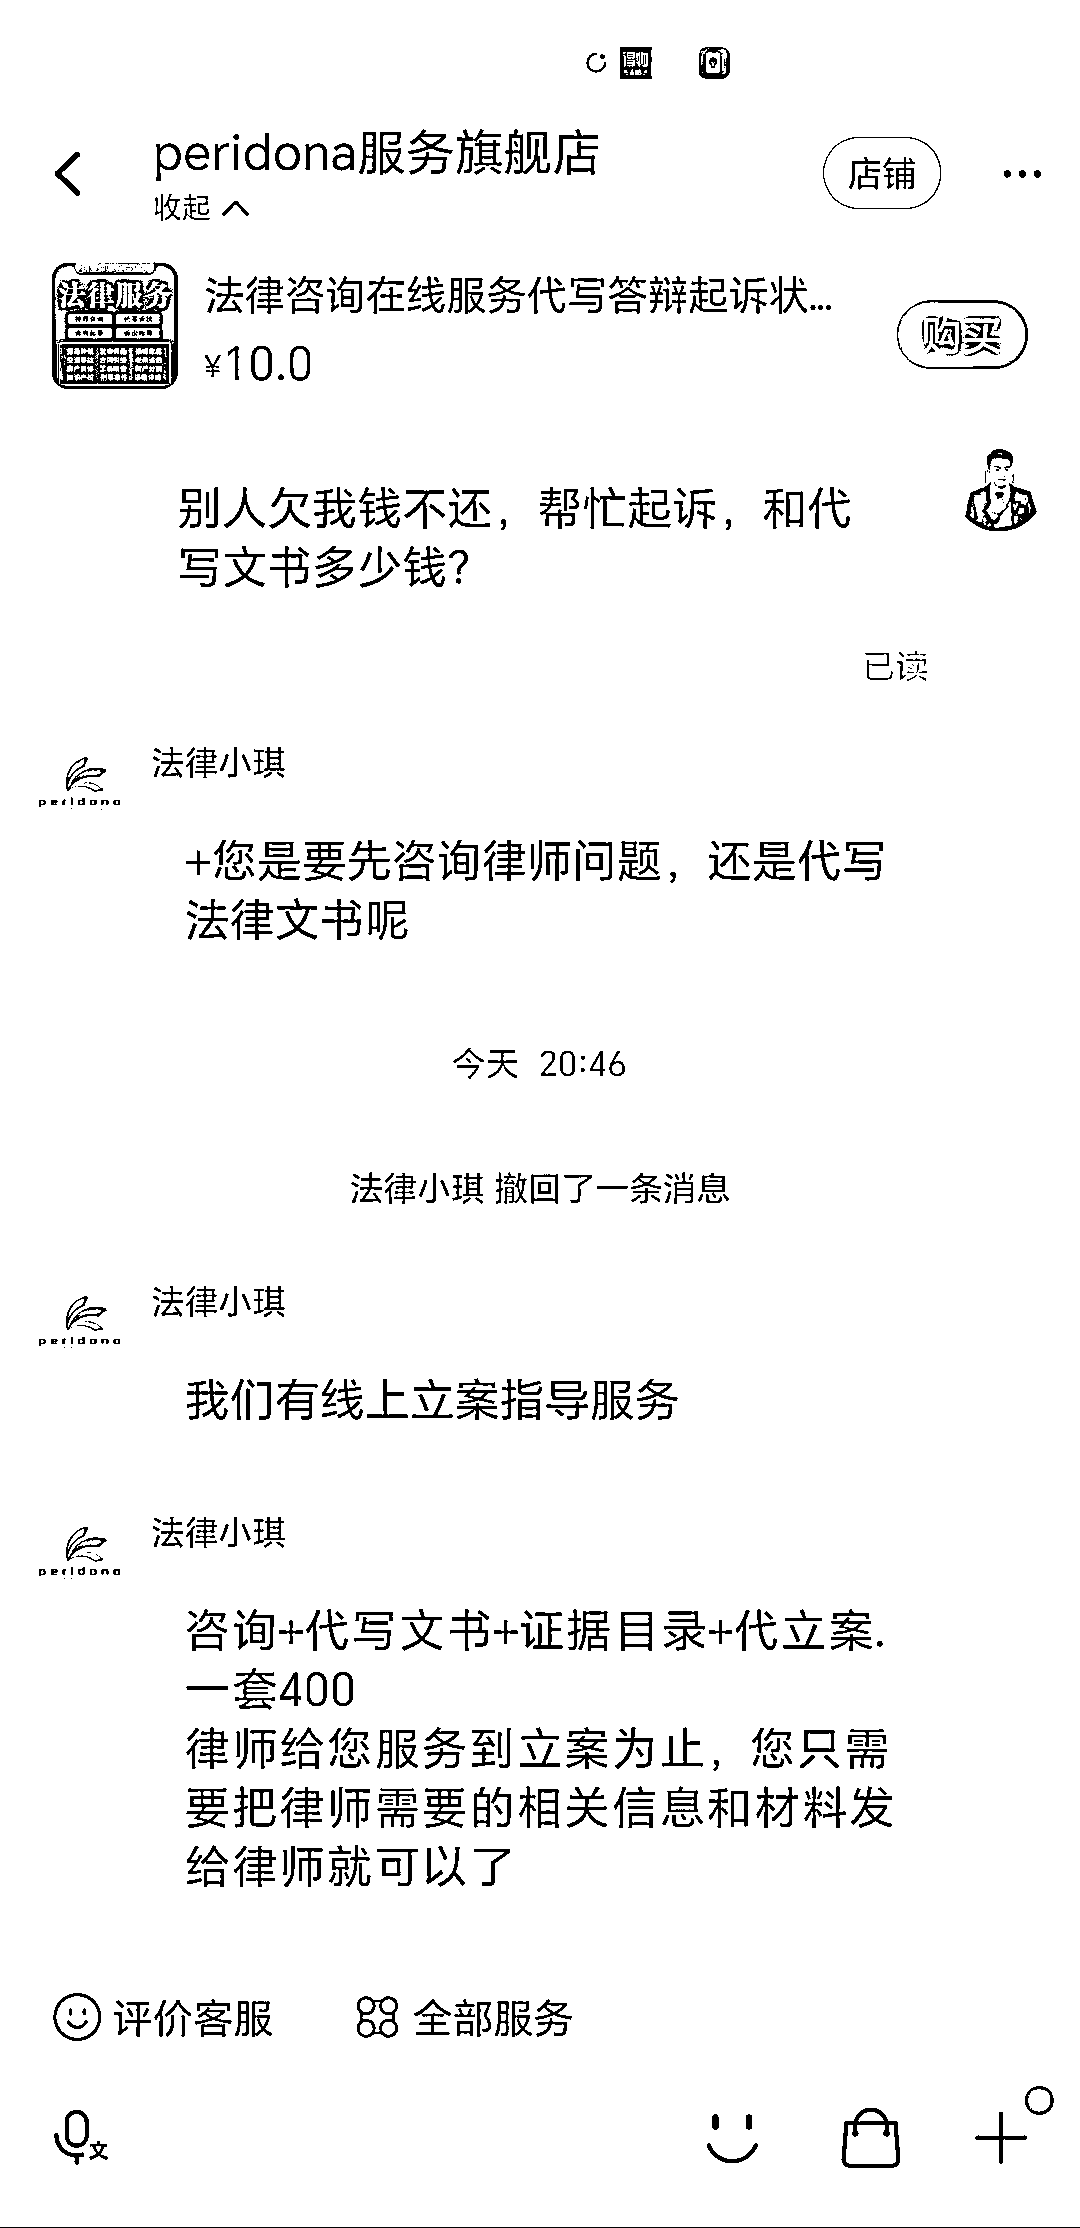 peridona服务旗舰店
收起
店铺
法律服务
法律咨询在线服务代写答辩起诉状...
¥10.0
购买
别人欠我钱不还，帮忙起诉，和代
写文书多少钱？
已读
法律小琪
peridona
+您是要先咨询律师问题，还是代写
法律文书呢
今天 20:46
法律小琪 撤回了一条消息
法律小琪
peridona
我们有线上立案指导服务
法律小琪
peridona
咨询+代写文书+证据目录+代立案.
一套400
律师给您服务到立案为止，您只需
要把律师需要的相关信息和材料发
给律师就可以了
评价客服
全部服务
文